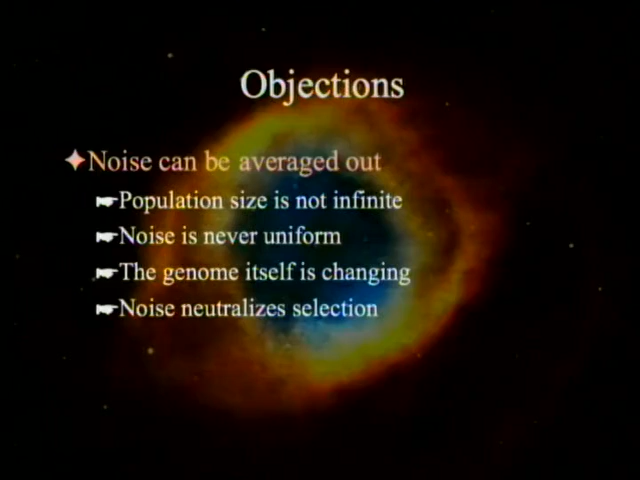 Objections
Noise can be averaged out
Population size is not infinite
Noise is never uniform
The genome itself is changing
Noise neutralizes selection